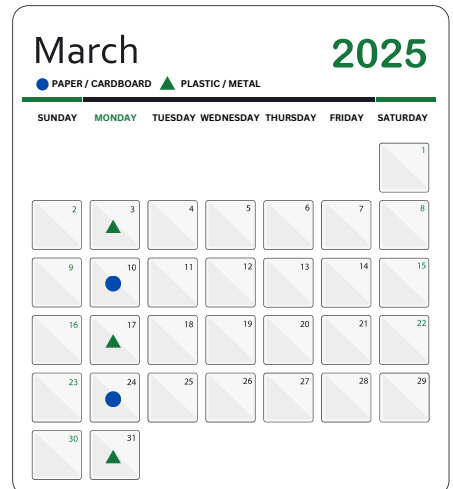 March 2025
PAPER / CARDBOARD PLASTIC / METAL
SUNDAY MONDAY TUESDAY WEDNESDAY THURSDAY FRIDAY SATURDAY
1
2 3 4 5 6 7 8
9 10 11 12 13 14 15
16 17 18 19 20 21 22
23 24 25 26 27 28 29
30 31